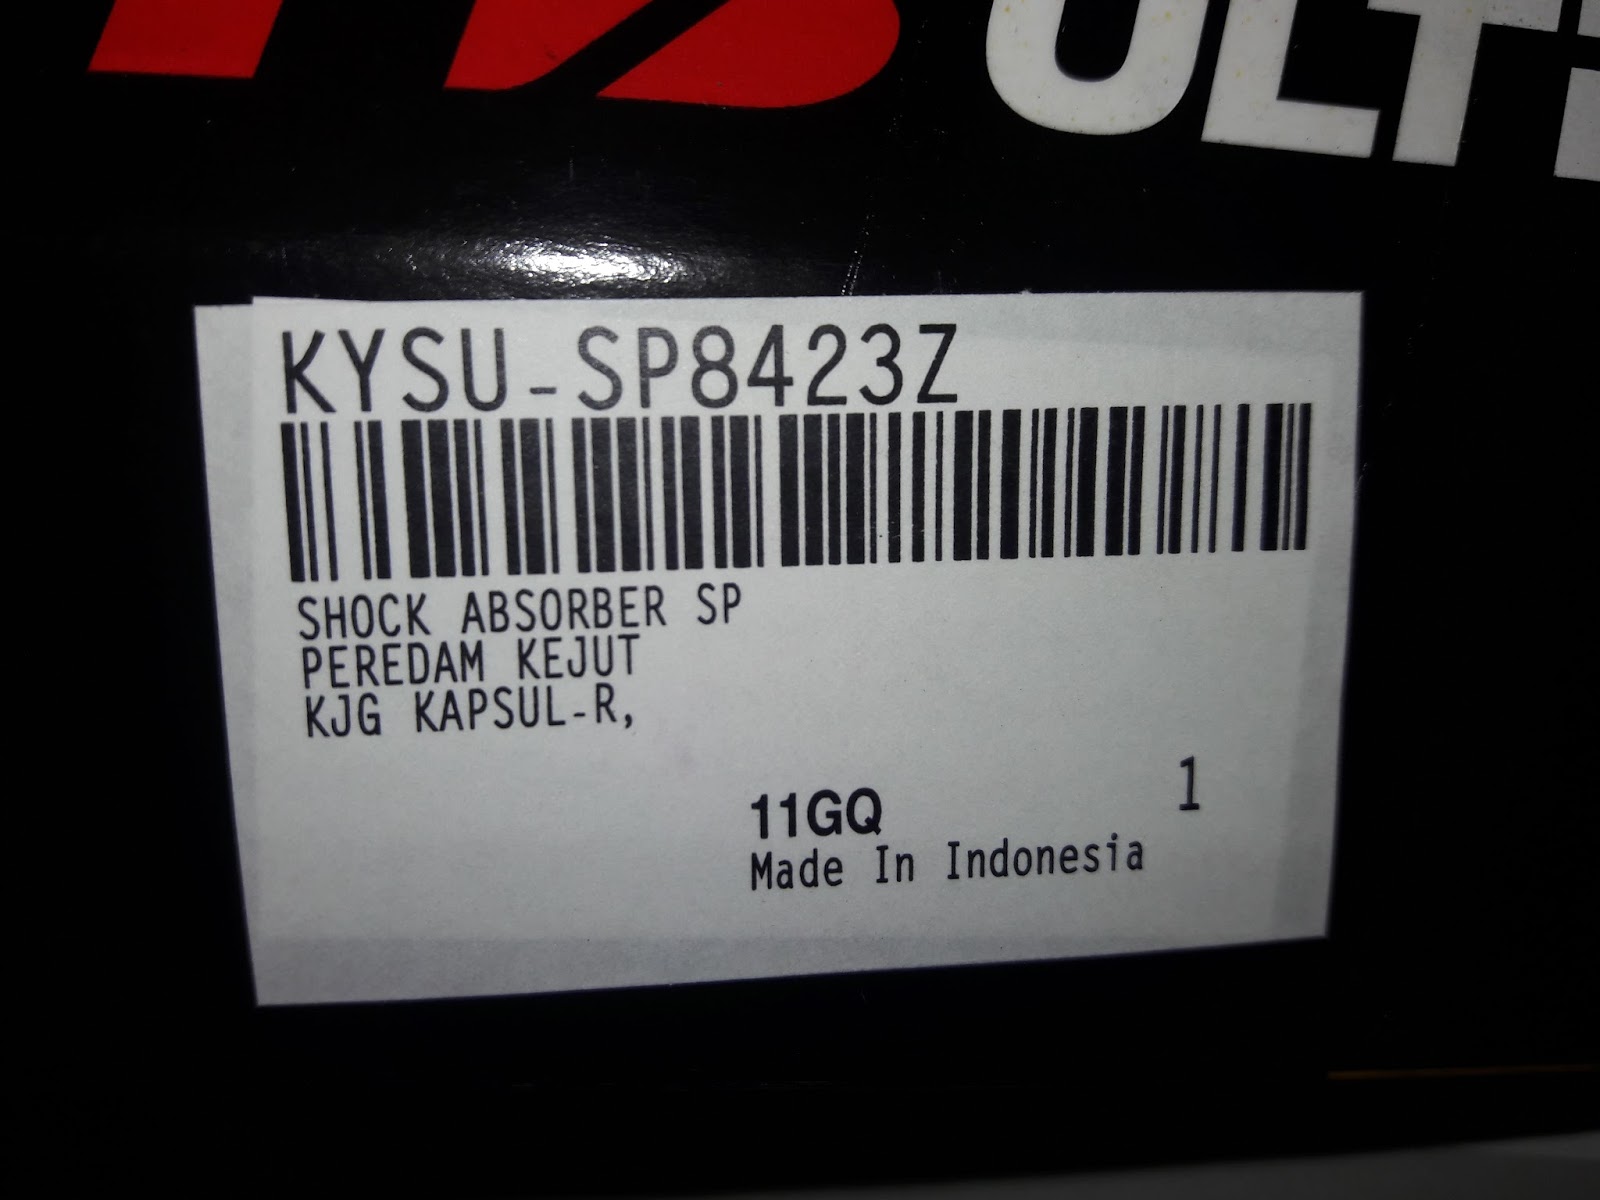 KYSU-SP8423Z
SHOCK ABSORBER SP
PEREDAM KEJUT
KJG KAPSUL-R,
1
11GQ
Made In Indonesia